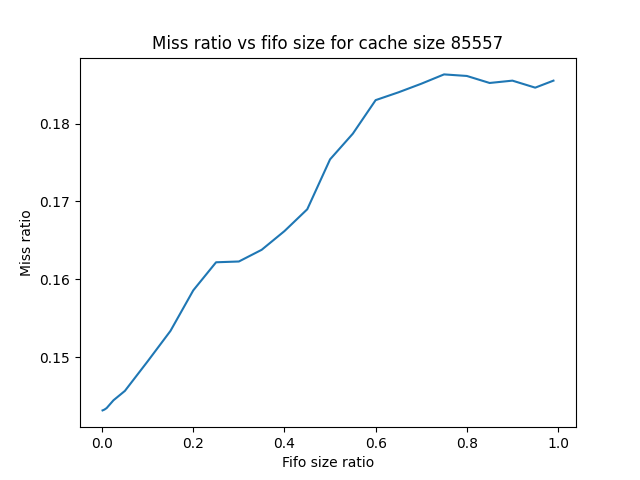 Miss ratio vs fifo size for cache size 85557
0.18
0.17
0.16
0.15
Miss ratio
0.0 0.2 0.4 0.6 0.8 1.0
Fifo size ratio